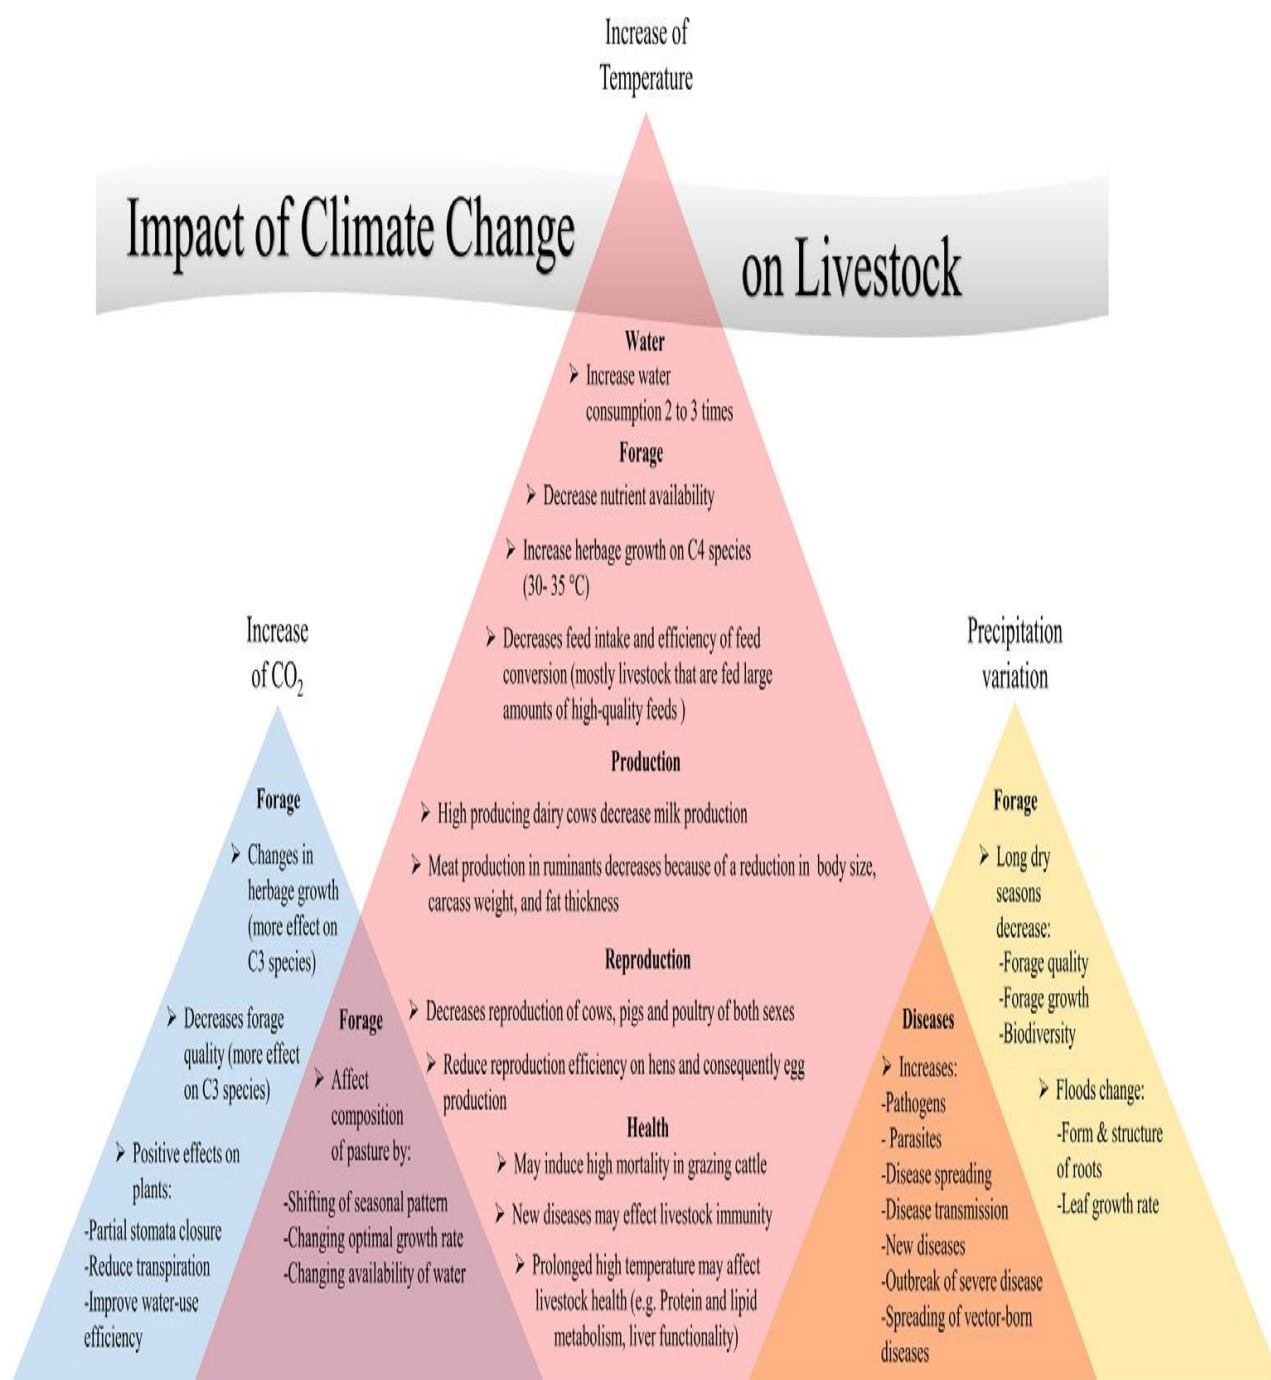 Increase of
Temperature
Impact of Climate Change
on Livestock
Water
➢ Increase water
consumption 2 to 3 times
Forage
➢ Decrease nutrient availability
➢ Increase herbage growth on C4 species
(30- 35 °C)
➢ Decreases feed intake and efficiency of feed
conversion (mostly livestock that are fed large
amounts of high-quality feeds )
Production
➢ High producing dairy cows decrease milk production
➢ Meat production in ruminants decreases because of a reduction in body size,
carcass weight, and fat thickness
Reproduction
➢ Decreases reproduction of cows, pigs and poultry of both sexes
➢ Reduce reproduction efficiency on hens and consequently egg
production
Health
➢ May induce high mortality in grazing cattle
➢ New diseases may effect livestock immunity
➢ Prolonged high temperature may affect
livestock health (e.g. Protein and lipid
metabolism, liver functionality)
Increase
of CO₂
Forage
➢ Changes in
herbage growth
(more effect on
C3 species)
➢ Decreases forage
quality (more effect
on C3 species)
➢ Positive effects on
plants:
-Partial stomata closure
-Reduce transpiration
-Improve water-use
efficiency
Forage
➢ Affect
composition
of pasture by:
-Shifting of seasonal pattern
-Changing optimal growth rate
-Changing availability of water
Precipitation
variation
Forage
➢ Long dry
seasons
decrease:
-Forage quality
-Forage growth
-Biodiversity
➢ Floods change:
-Form & structure
of roots
-Leaf growth rate
Diseases
➢ Increases:
-Pathogens
- Parasites
-Disease spreading
-Disease transmission
-New diseases
-Outbreak of severe disease
-Spreading of vector-born
diseases